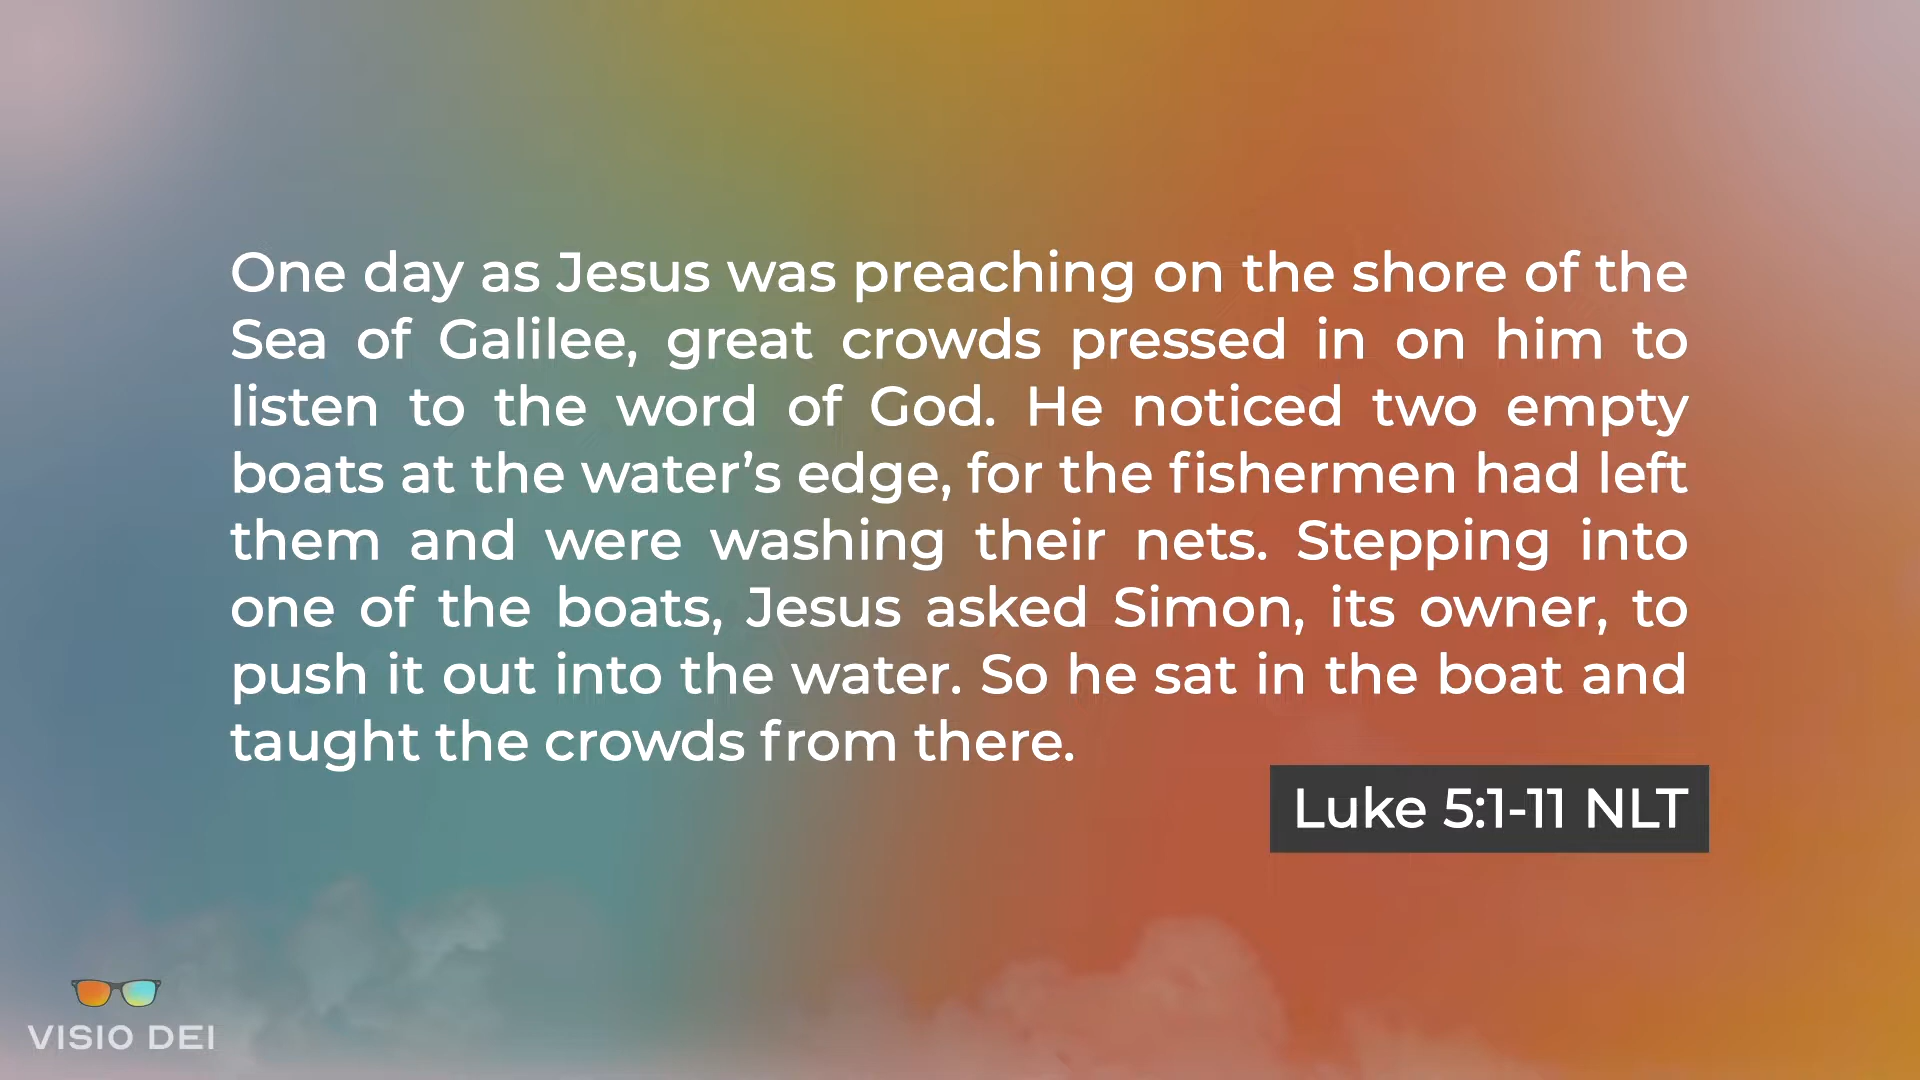 One day as Jesus was preaching on the shore of the
Sea of Galilee, great crowds pressed in on him to
listen to the word of God. He noticed two empty
boats at the water’s edge, for the fishermen had left
them and were washing their nets. Stepping into
one of the boats, Jesus asked Simon, its owner, to
push it out into the water. So he sat in the boat and
taught the crowds from there.
Luke 5:1-11 NLT
VISIO DEI